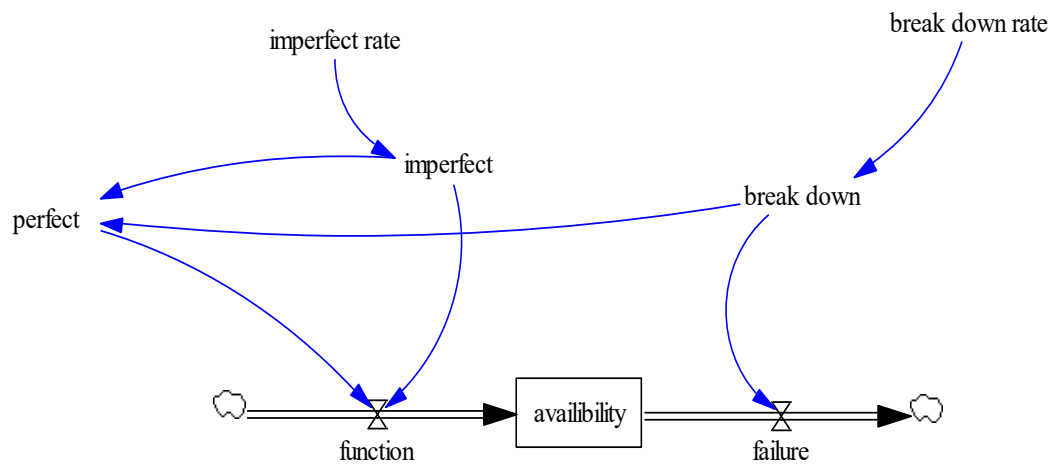 break down rate
imperfect rate
imperfect
break down
perfect
availibility
function
failure